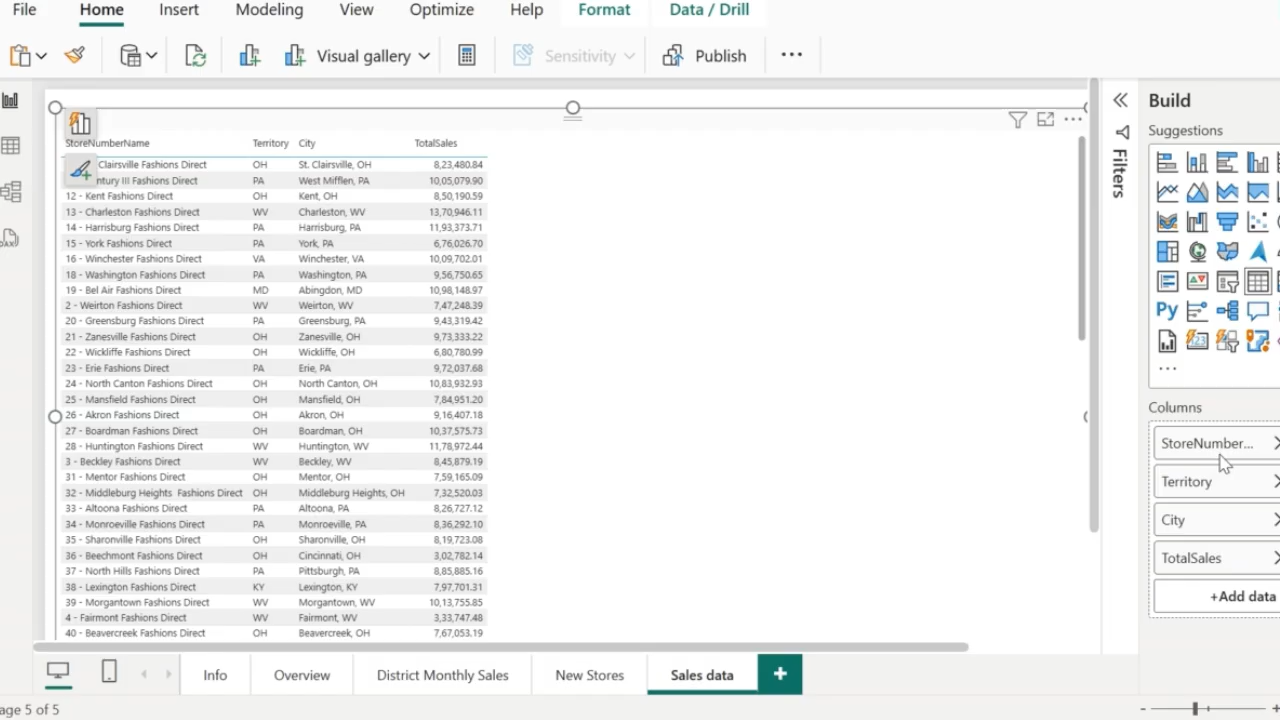 File Home Insert Modeling View Optimize Help Format Data / Drill
Visual gallery Sensitivity Publish
Build
Suggestions
Filters
StoreNumberName Territory City TotalSales
Clairsville Fashions Direct OH St. Clairsville, OH 8,23,480.84
ntury III Fashions Direct PA West Mifflen, PA 10,05,079.90
12 - Kent Fashions Direct OH Kent, OH 8,50,190.59
13 - Charleston Fashions Direct WV Charleston, WV 13,70,946.11
14 - Harrisburg Fashions Direct PA Harrisburg, PA 11,93,373.71
15 - York Fashions Direct PA York, PA 6,76,026.70
16 - Winchester Fashions Direct VA Winchester, VA 10,09,702.01
18 - Washington Fashions Direct PA Washington, PA 9,56,750.65
19 - Bel Air Fashions Direct MD Abingdon, MD 10,98,148.97
2 - Weirton Fashions Direct WV Weirton, WV 7,47,248.39
20 - Greensburg Fashions Direct PA Greensburg, PA 9,43,319.42
21 - Zanesville Fashions Direct OH Zanesville, OH 9,73,333.22
22 - Wickliffe Fashions Direct OH Wickliffe, OH 6,80,780.99
23 - Erie Fashions Direct PA Erie, PA 9,72,037.68
24 - North Canton Fashions Direct OH North Canton, OH 10,83,932.93
25 - Mansfield Fashions Direct OH Mansfield, OH 7,84,951.20
26 - Akron Fashions Direct OH Akron, OH 9,16,407.18
27 - Boardman Fashions Direct OH Boardman, OH 10,37,575.73
28 - Huntington Fashions Direct WV Huntington, WV 11,78,972.44
3 - Beckley Fashions Direct WV Beckley, WV 8,45,879.19
31 - Mentor Fashions Direct OH Mentor, OH 7,59,165.09
32 - Middleburg Heights Fashions Direct OH Middleburg Heights, OH 7,32,520.03
33 - Altoona Fashions Direct PA Altoona, PA 8,26,727.12
34 - Monroeville Fashions Direct PA Monroeville, PA 8,36,292.10
35 - Sharonville Fashions Direct OH Sharonville, OH 8,19,723.08
36 - Beechmont Fashions Direct OH Cincinnati, OH 3,02,782.14
37 - North Hills Fashions Direct PA Pittsburgh, PA 8,85,885.16
38 - Lexington Fashions Direct KY Lexington, KY 7,97,701.31
39 - Morgantown Fashions Direct WV Morgantown, WV 10,13,755.85
4 - Fairmont Fashions Direct WV Fairmont, WV 3,33,747.48
40 - Beavercreek Fashions Direct OH Beavercreek, OH 7,67,053.19
Py
Columns
StoreNumber...
Territory
City
TotalSales
+Add data
Info Overview District Monthly Sales New Stores Sales data
age 5 of 5